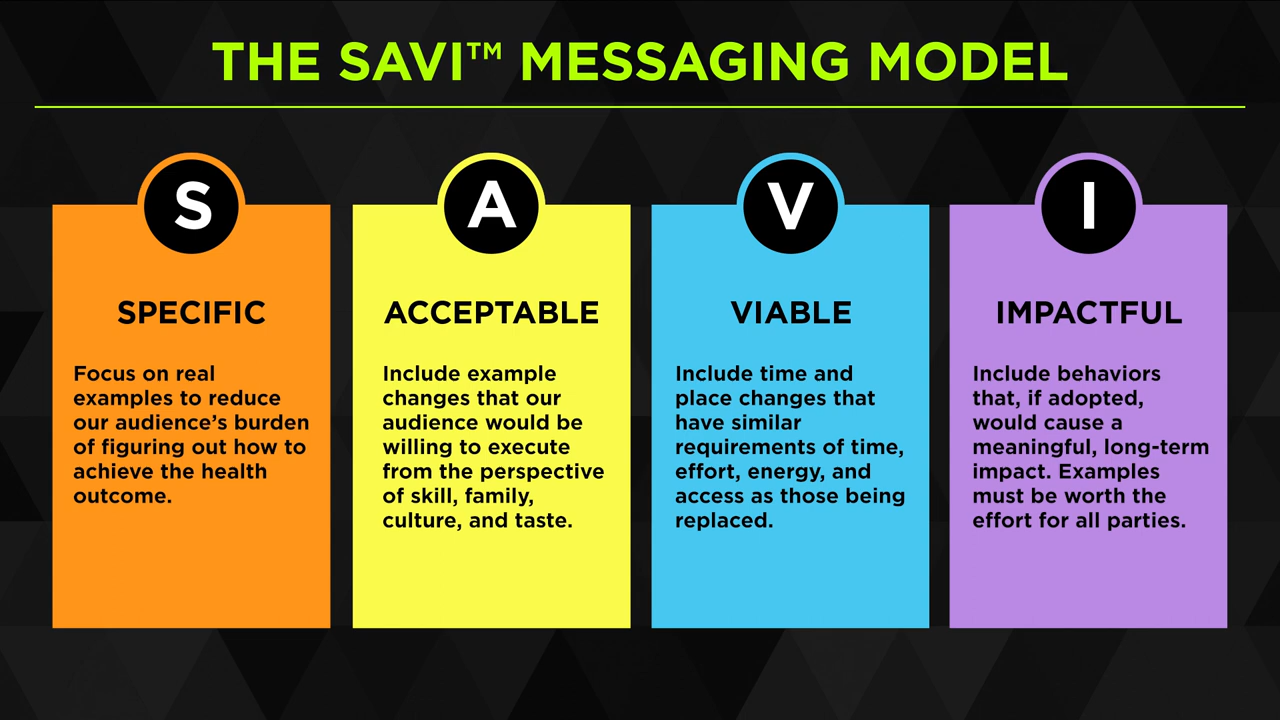 THE SAVI™ MESSAGING MODEL
S
SPECIFIC
Focus on real
examples to reduce
our audience’s burden
of figuring out how to
achieve the health
outcome.
A
ACCEPTABLE
Include example
changes that our
audience would be
willing to execute
from the perspective
of skill, family,
culture, and taste.
V
VIABLE
Include time and
place changes that
have similar
requirements of time,
effort, energy, and
access as those being
replaced.
I
IMPACTFUL
Include behaviors
that, if adopted,
would cause a
meaningful, long-term
impact. Examples
must be worth the
effort for all parties.